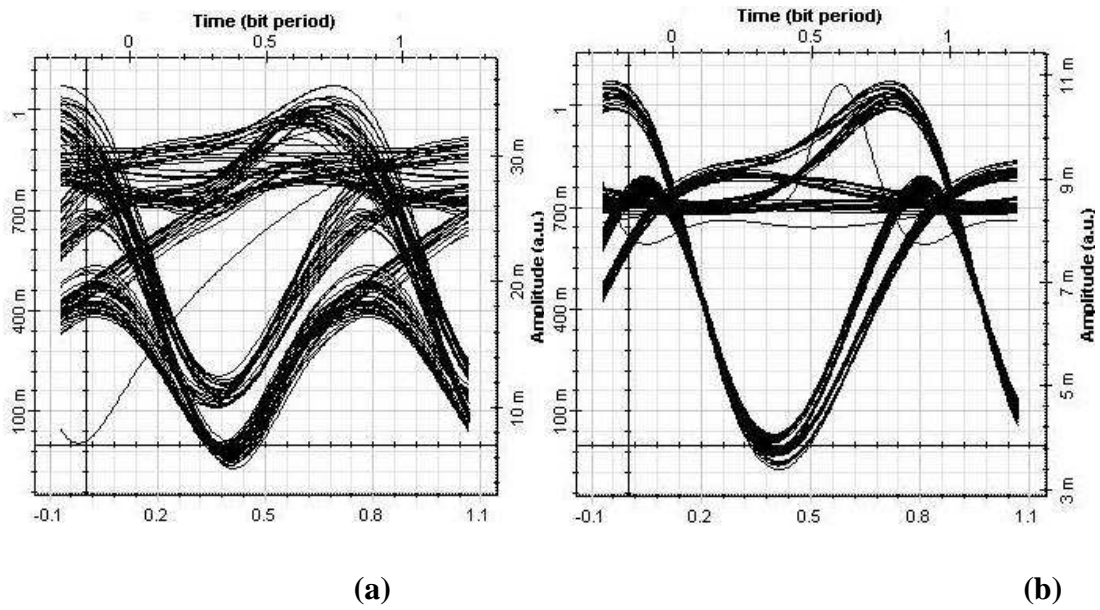 Time (bit period)
0 0.5 1
1
700 m
400 m
100 m
30 m
20 m
10 m
Amplitude (a.u.)
-0.1 0.2 0.5 0.8 1.1
(a)
Time (bit period)
0 0.5 1
1
700 m
400 m
100 m
11 m
9 m
7 m
5 m
3 m
Amplitude (a.u.)
-0.1 0.2 0.5 0.8 1.1
(b)